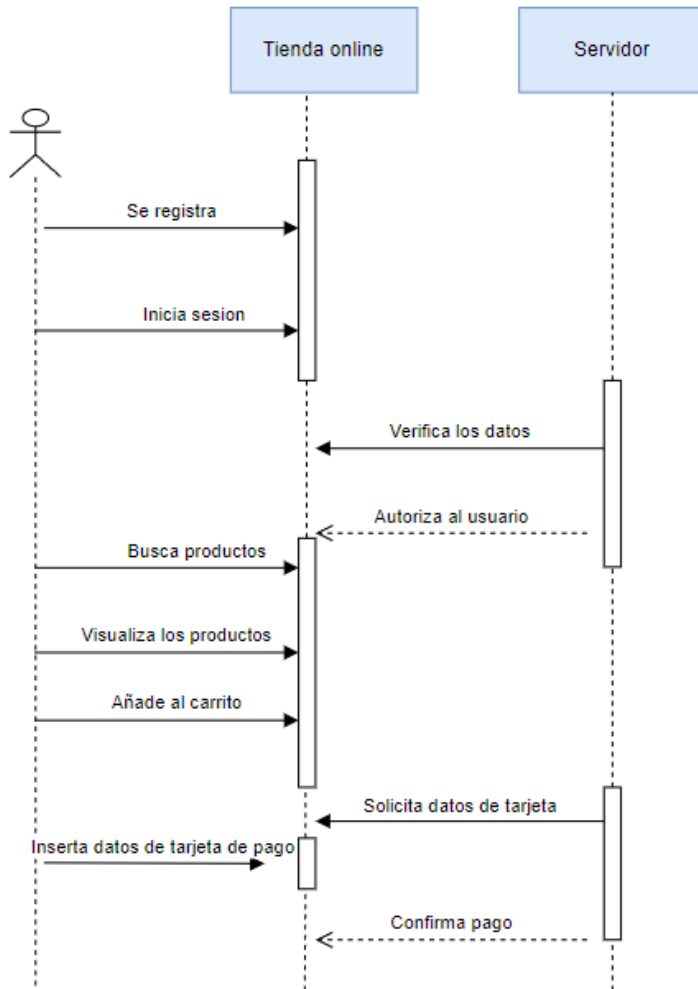 Tienda online
Servidor
Se registra
Inicia sesion
Verifica los datos
Autoriza al usuario
Busca productos
Visualiza los productos
Añade al carrito
Solicita datos de tarjeta
Inserta datos de tarjeta de pago
Confirma pago